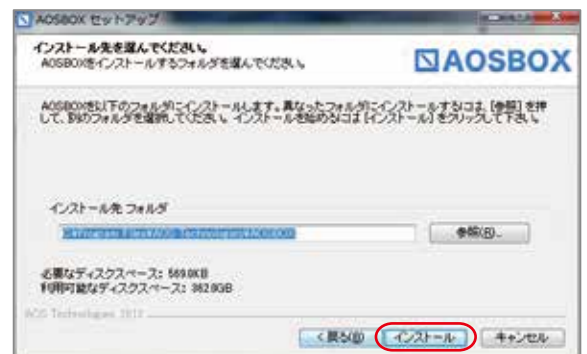 AOSBOX セットアップ
インストール先を選んでください。
AOSBOXをインストールするフォルダを選んでください。
AOSBOX
AOSBOXを以下のフォルダにインストールします。異なったフォルダにインストールするには、[参照] を押
して、別のフォルダを選択してください。インストールを始めるには [インストール] をクリックして下さい。
インストール先 フォルダ
C:¥Program Files¥AOS Technologies¥AOSBOX
参照(R)...
必要なディスクスペース: 569.0KB
利用可能なディスクスペース: 362.9GB
AOS Technologies
< 戻る(B)
インストール
キャンセル